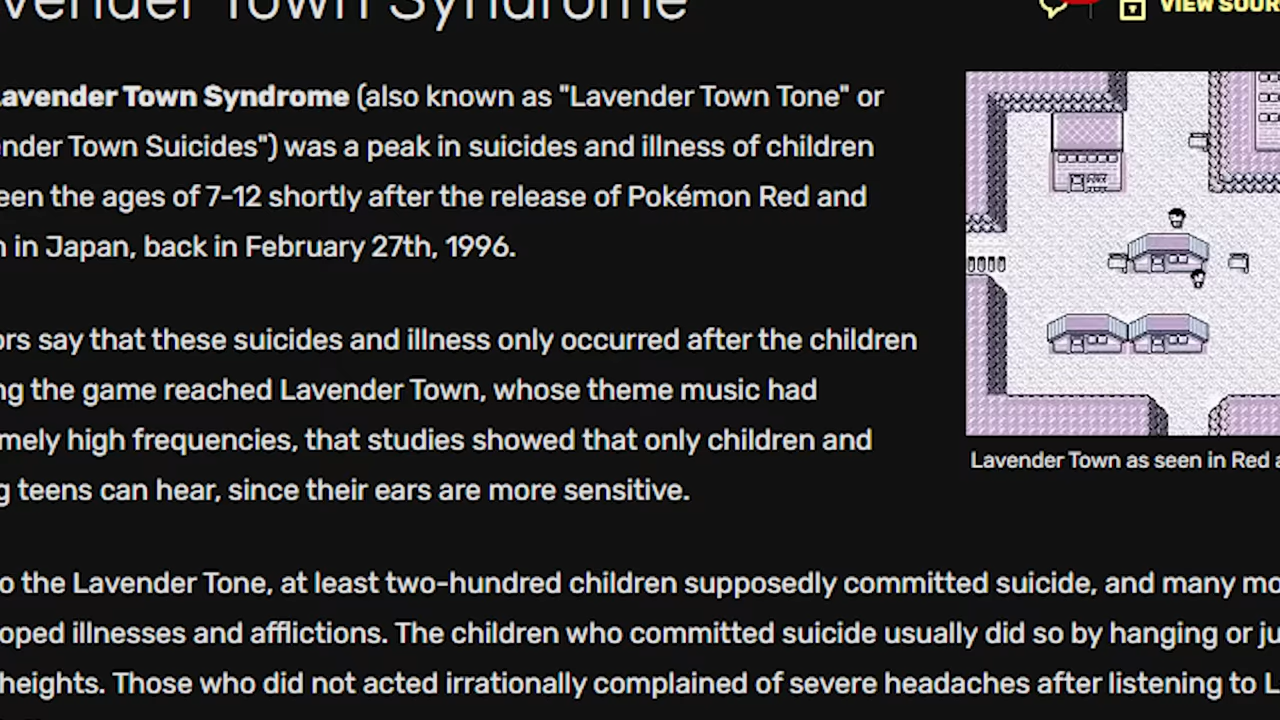 vender Town Syndrome
VIEW SOUR
Lavender Town Syndrome (also known as "Lavender Town Tone" or
nder Town Suicides") was a peak in suicides and illness of children
een the ages of 7-12 shortly after the release of Pokémon Red and
n in Japan, back in February 27th, 1996.
ors say that these suicides and illness only occurred after the children
ng the game reached Lavender Town, whose theme music had
mely high frequencies, that studies showed that only children and
g teens can hear, since their ears are more sensitive.
Lavender Town as seen in Red a
o the Lavender Tone, at least two-hundred children supposedly committed suicide, and many mo
oped illnesses and afflictions. The children who committed suicide usually did so by hanging or ju
heights. Those who did not acted irrationally complained of severe headaches after listening to L